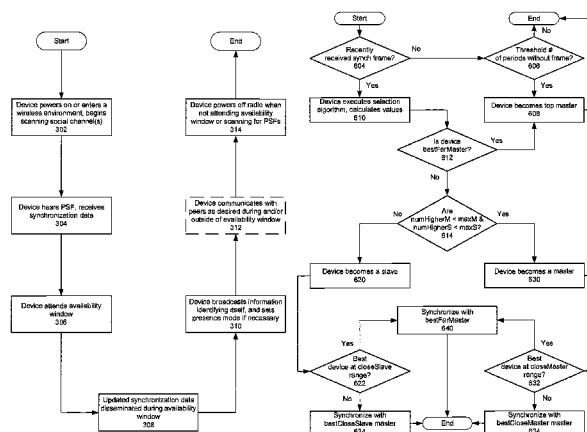 Start
Device powers on or enters a
wireless environment, begins
scanning social channel(s)
302
Device hears PSF, receives
synchronization data
304
Device attends availability
window
306
Updated synchronization data
disseminated during availability
window
308
End
Device powers off radio when
not attending availability
window or scanning for PSFs
314
Device communicates with
peers as desired during and/or
outside of availability window
312
Device broadcasts information
identifying itself, and sets
presence mode if necessary
310
Start
Recently
received synch frame?
604
No
Yes
End
No
Threshold #
of periods without frame?
606
Yes
Device executes selection
algorithm, calculates values
610
Device becomes top master
608
Is device
bestFarMaster?
612
Yes
No
Are
numHigherM < maxM &
numHigherS < maxS?
614
No
Yes
Device becomes a slave
620
Device becomes a master
630
Synchronize with
bestFarMaster
640
Yes
Yes
Best
device at closeSlave
range?
622
Best
device at closeMaster
range?
632
No
No
Synchronize with
bestCloseSlave master
624
End
Synchronize with
bestCloseMaster master
634